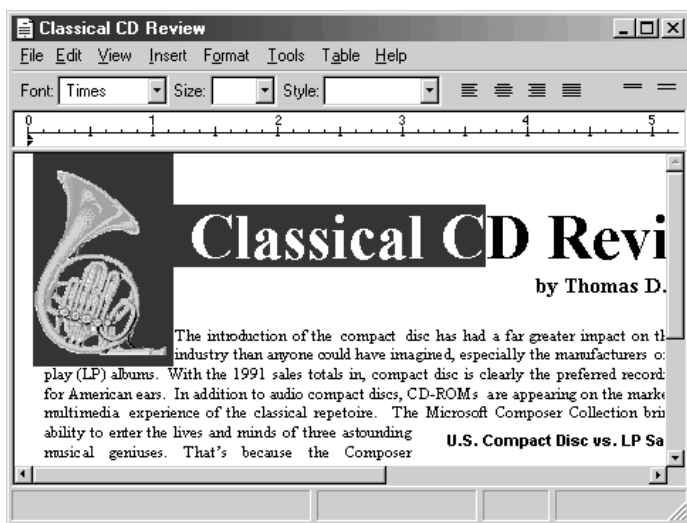 Classical CD Review
File Edit View Insert Format Tools Table Help
Font: Times Size: Style:
0 1 2 3 4 5
Classical CD Revi
by Thomas D.
The introduction of the compact disc has had a far greater impact on th
industry than anyone could have imagined, especially the manufacturers o
play (LP) albums. With the 1991 sales totals in, compact disc is clearly the preferred record
for American ears. In addition to audio compact discs, CD-ROMs are appearing on the marke
multimedia experience of the classical repetoire. The Microsoft Composer Collection brin
ability to enter the lives and minds of three astounding
U.S. Compact Disc vs. LP Sa
musical geniuses. That's because the Composer